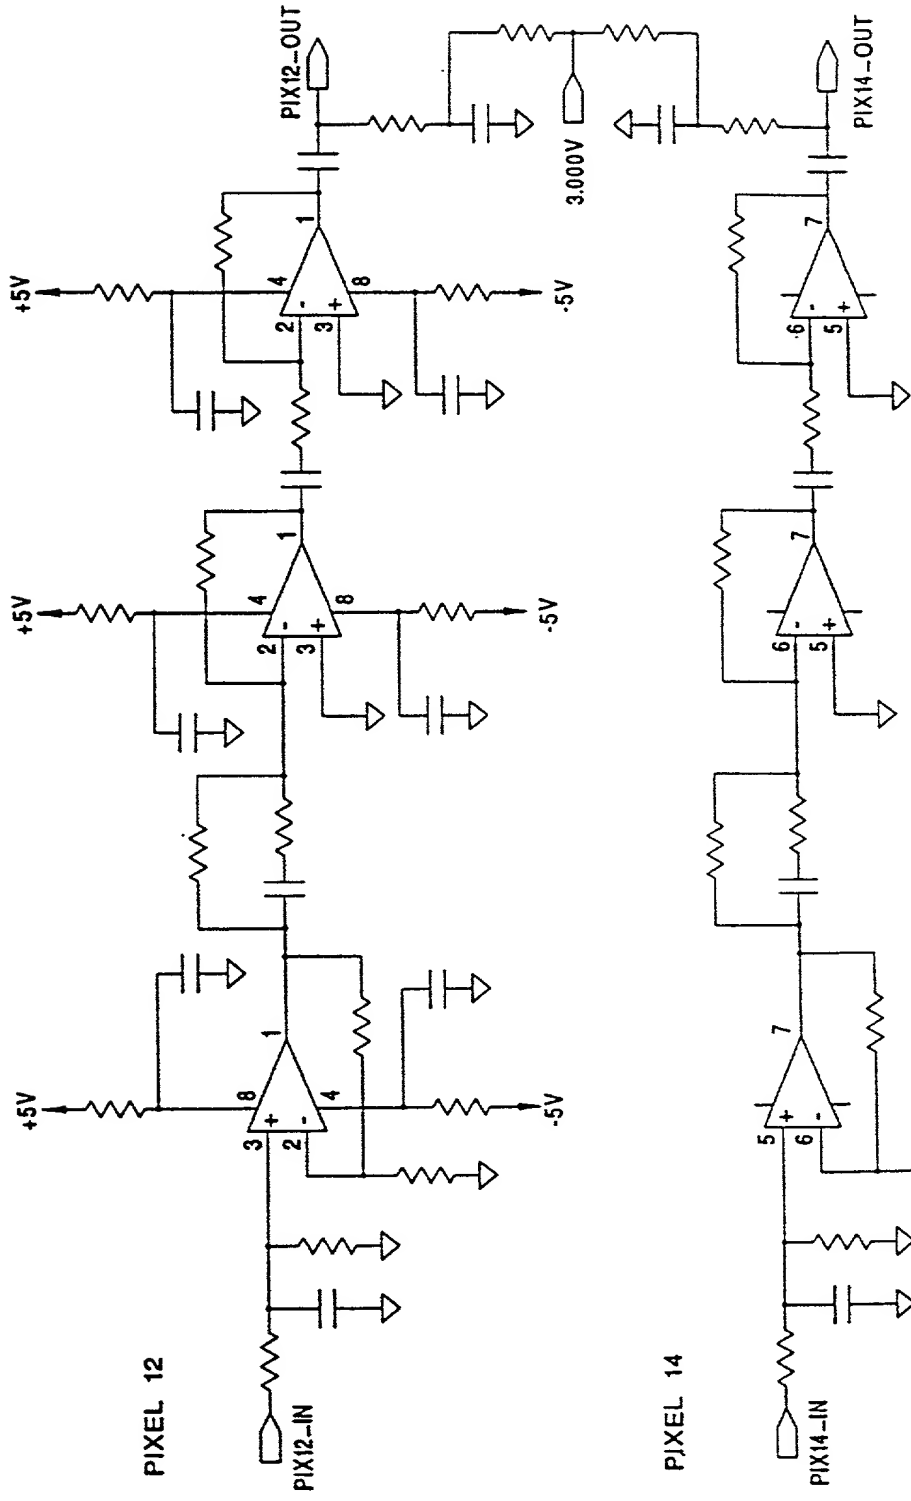 PIXEL 12
PIX12-IN
+5V
8
3
+
2
-
4
1
-5V
+5V
4
2
-
3
+
8
1
-5V
+5V
4
2
-
3
+
8
1
-5V
PIX12-OUT
3.000V
PIXEL 14
PIX14-IN
5
+
6
-
7
6
-
5
+
7
6
-
5
+
7
PIX14-OUT